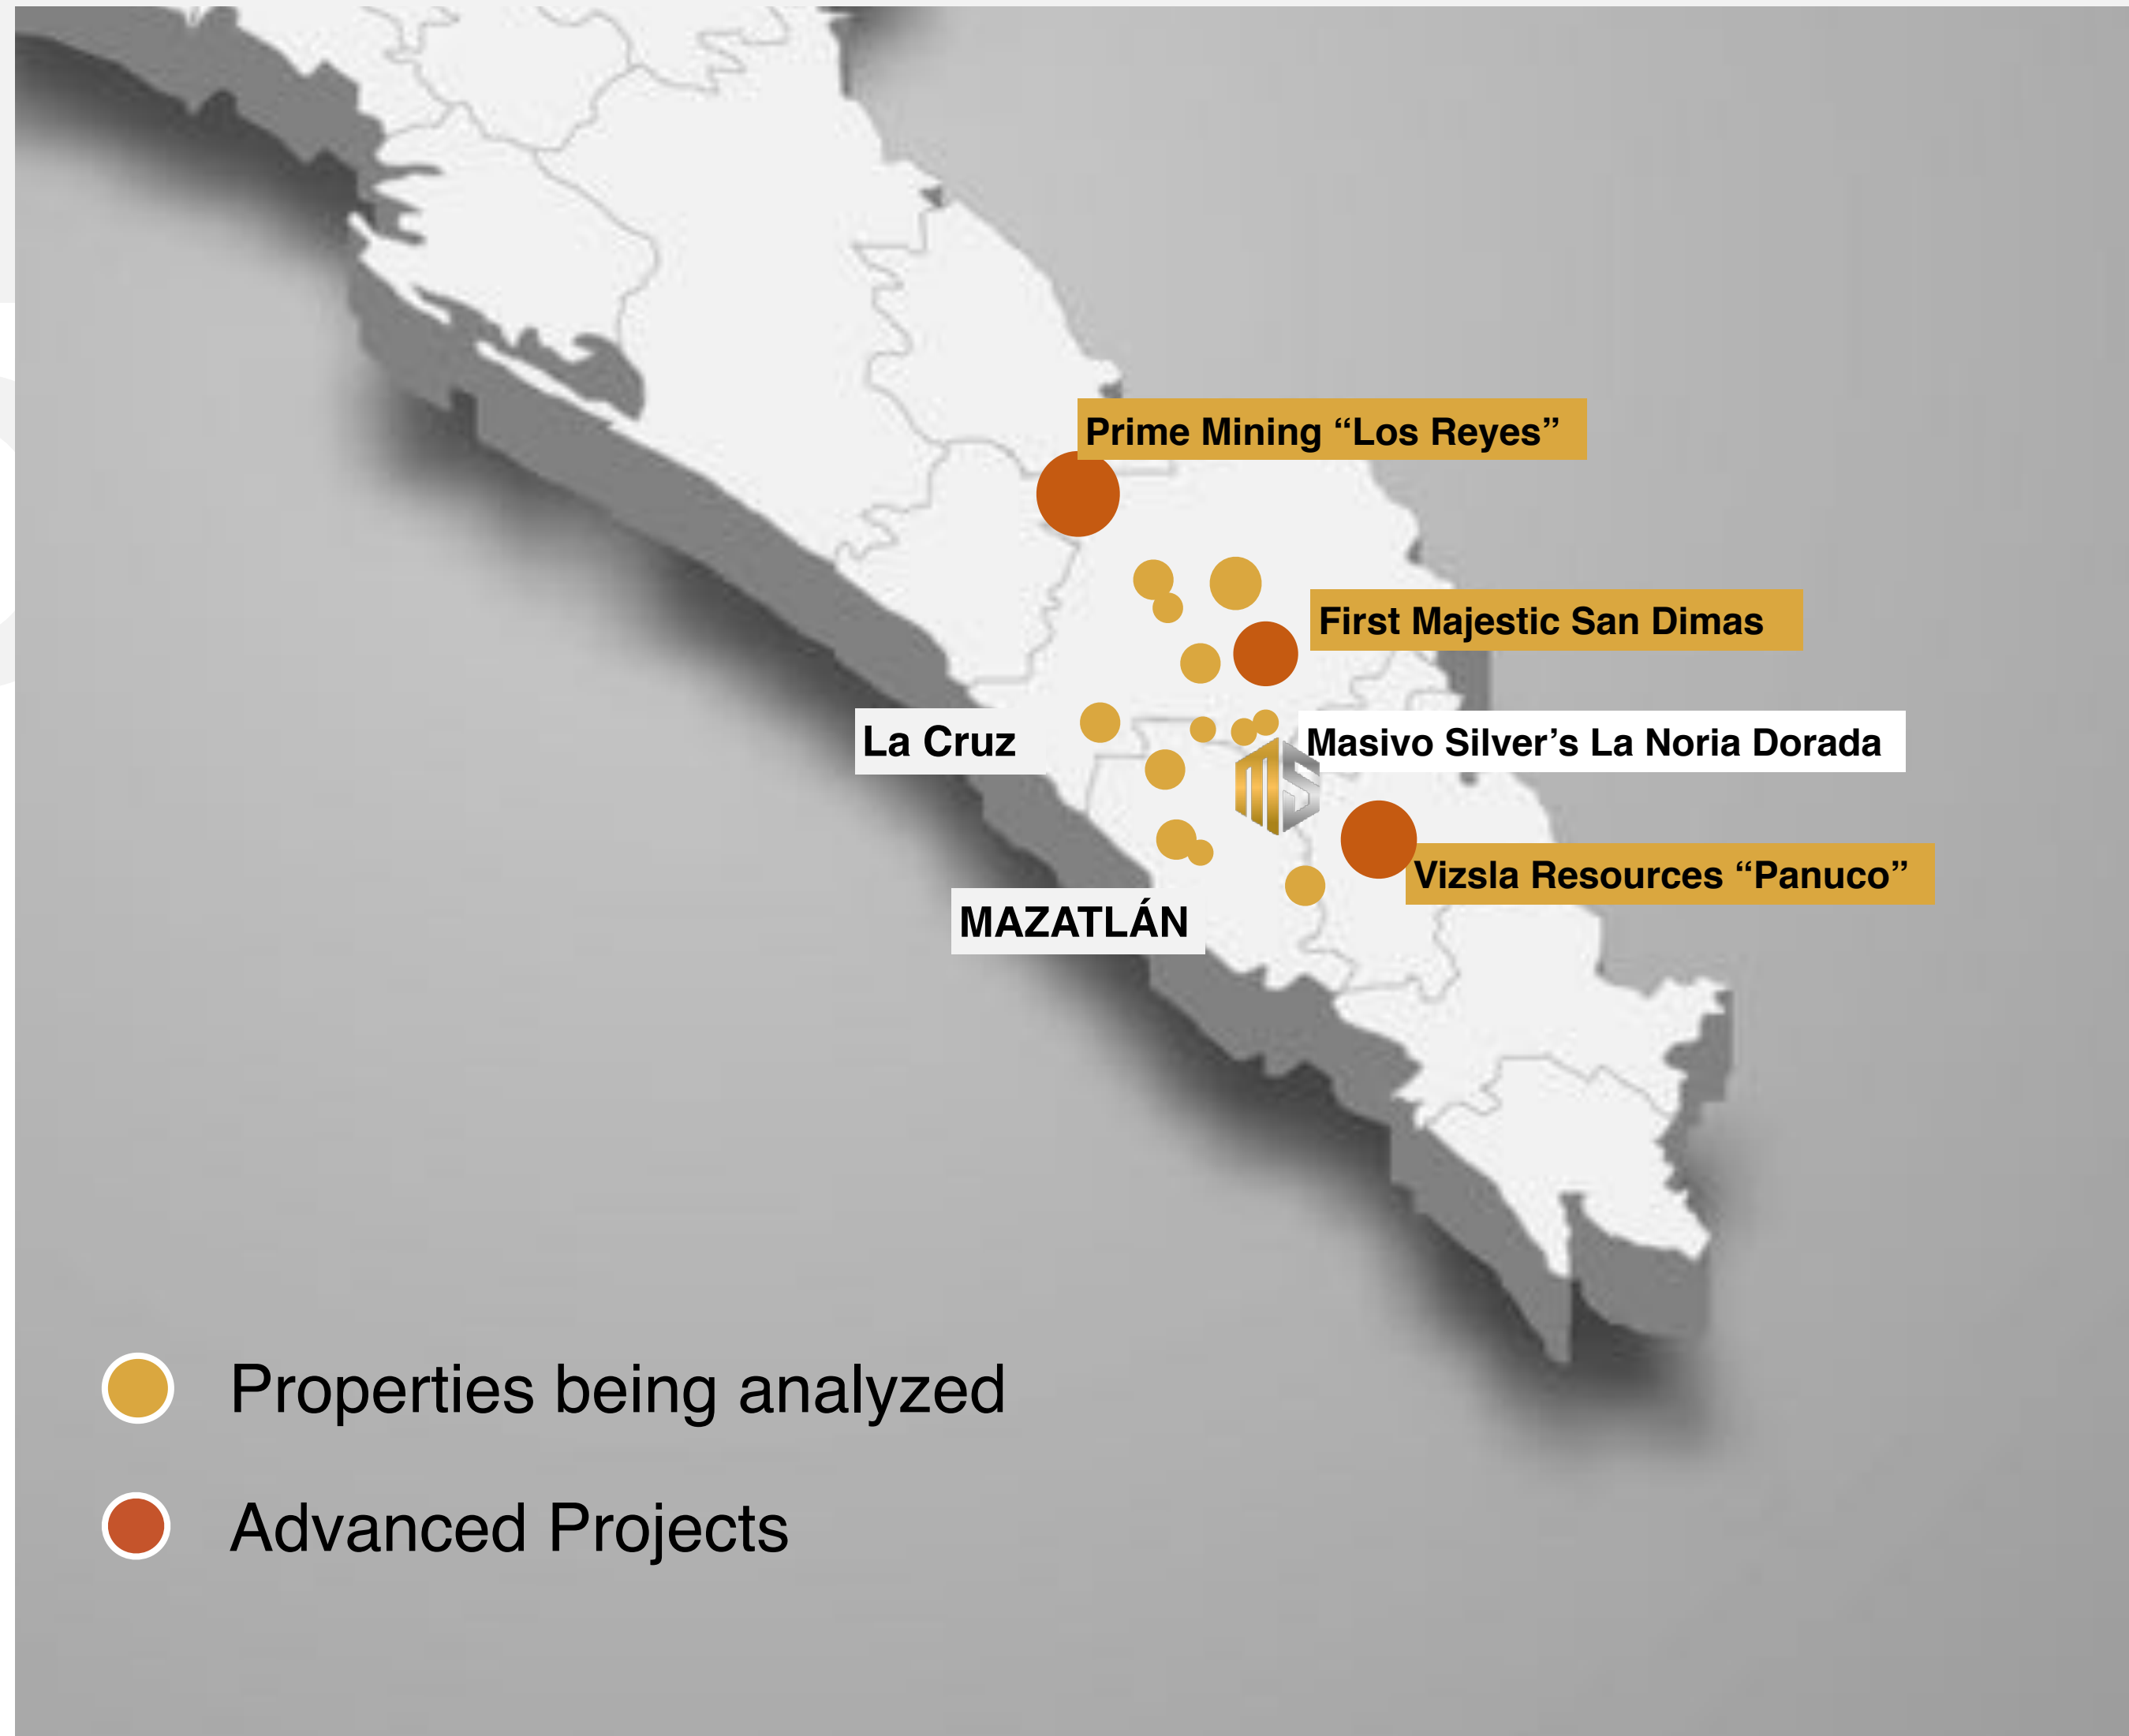 Prime Mining “Los Reyes”
First Majestic San Dimas
La Cruz
Masivo Silver’s La Noria Dorada
MS
Vizsla Resources “Panuco”
MAZATLÁN
Properties being analyzed
Advanced Projects